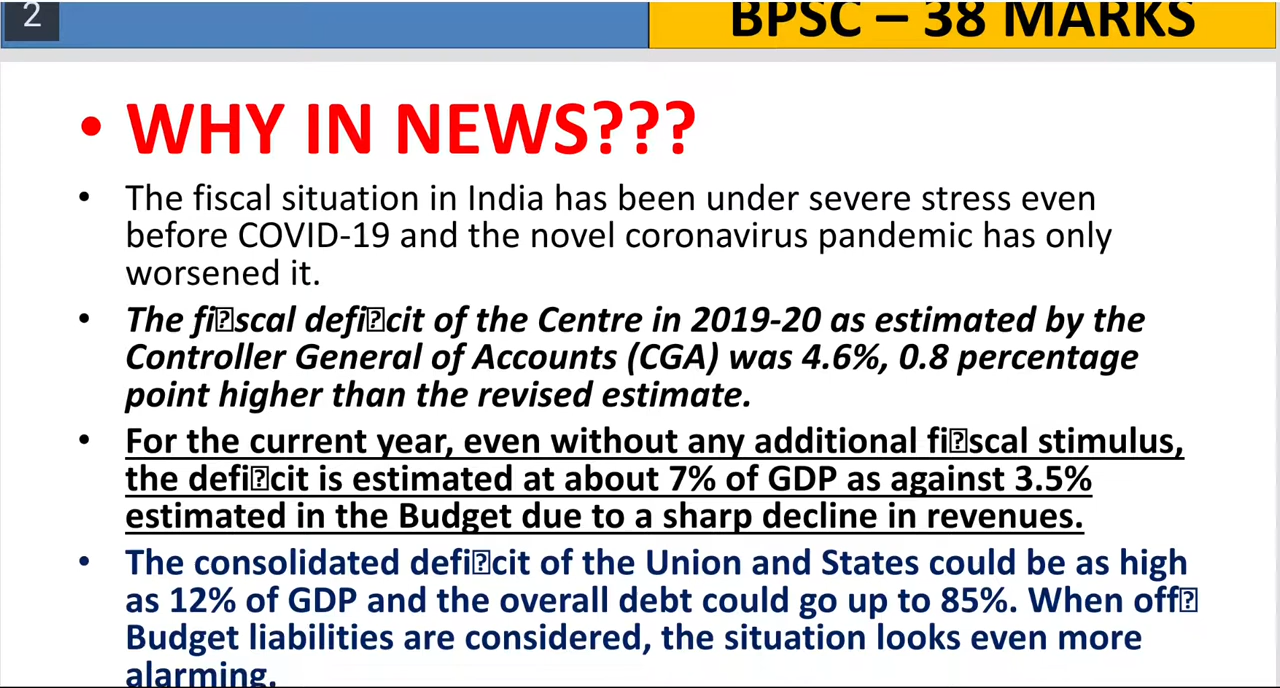 2
BPSC – 38 MARKS
• WHY IN NEWS???
• The fiscal situation in India has been under severe stress even
before COVID-19 and the novel coronavirus pandemic has only
worsened it.
• The fi�scal defi�cit of the Centre in 2019-20 as estimated by the
Controller General of Accounts (CGA) was 4.6%, 0.8 percentage
point higher than the revised estimate.
• For the current year, even without any additional fi�scal stimulus,
the defi�cit is estimated at about 7% of GDP as against 3.5%
estimated in the Budget due to a sharp decline in revenues.
• The consolidated defi�cit of the Union and States could be as high
as 12% of GDP and the overall debt could go up to 85%. When off�
Budget liabilities are considered, the situation looks even more
alarming.